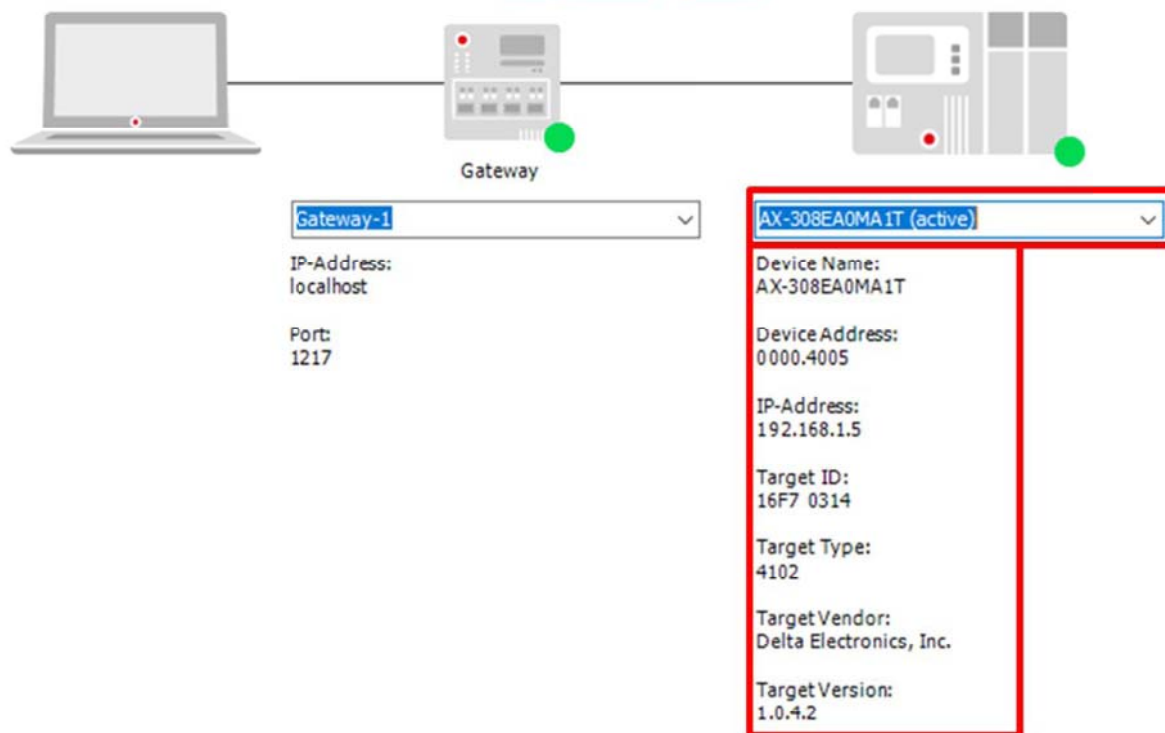 Gateway
Gateway-1
IP-Address:
localhost
Port:
1217
AX-308EA0MA1T (active)
Device Name:
AX-308EA0MA1T
Device Address:
0000.4005
IP-Address:
192.168.1.5
Target ID:
16F7 0314
Target Type:
4102
Target Vendor:
Delta Electronics, Inc.
Target Version:
1.0.4.2